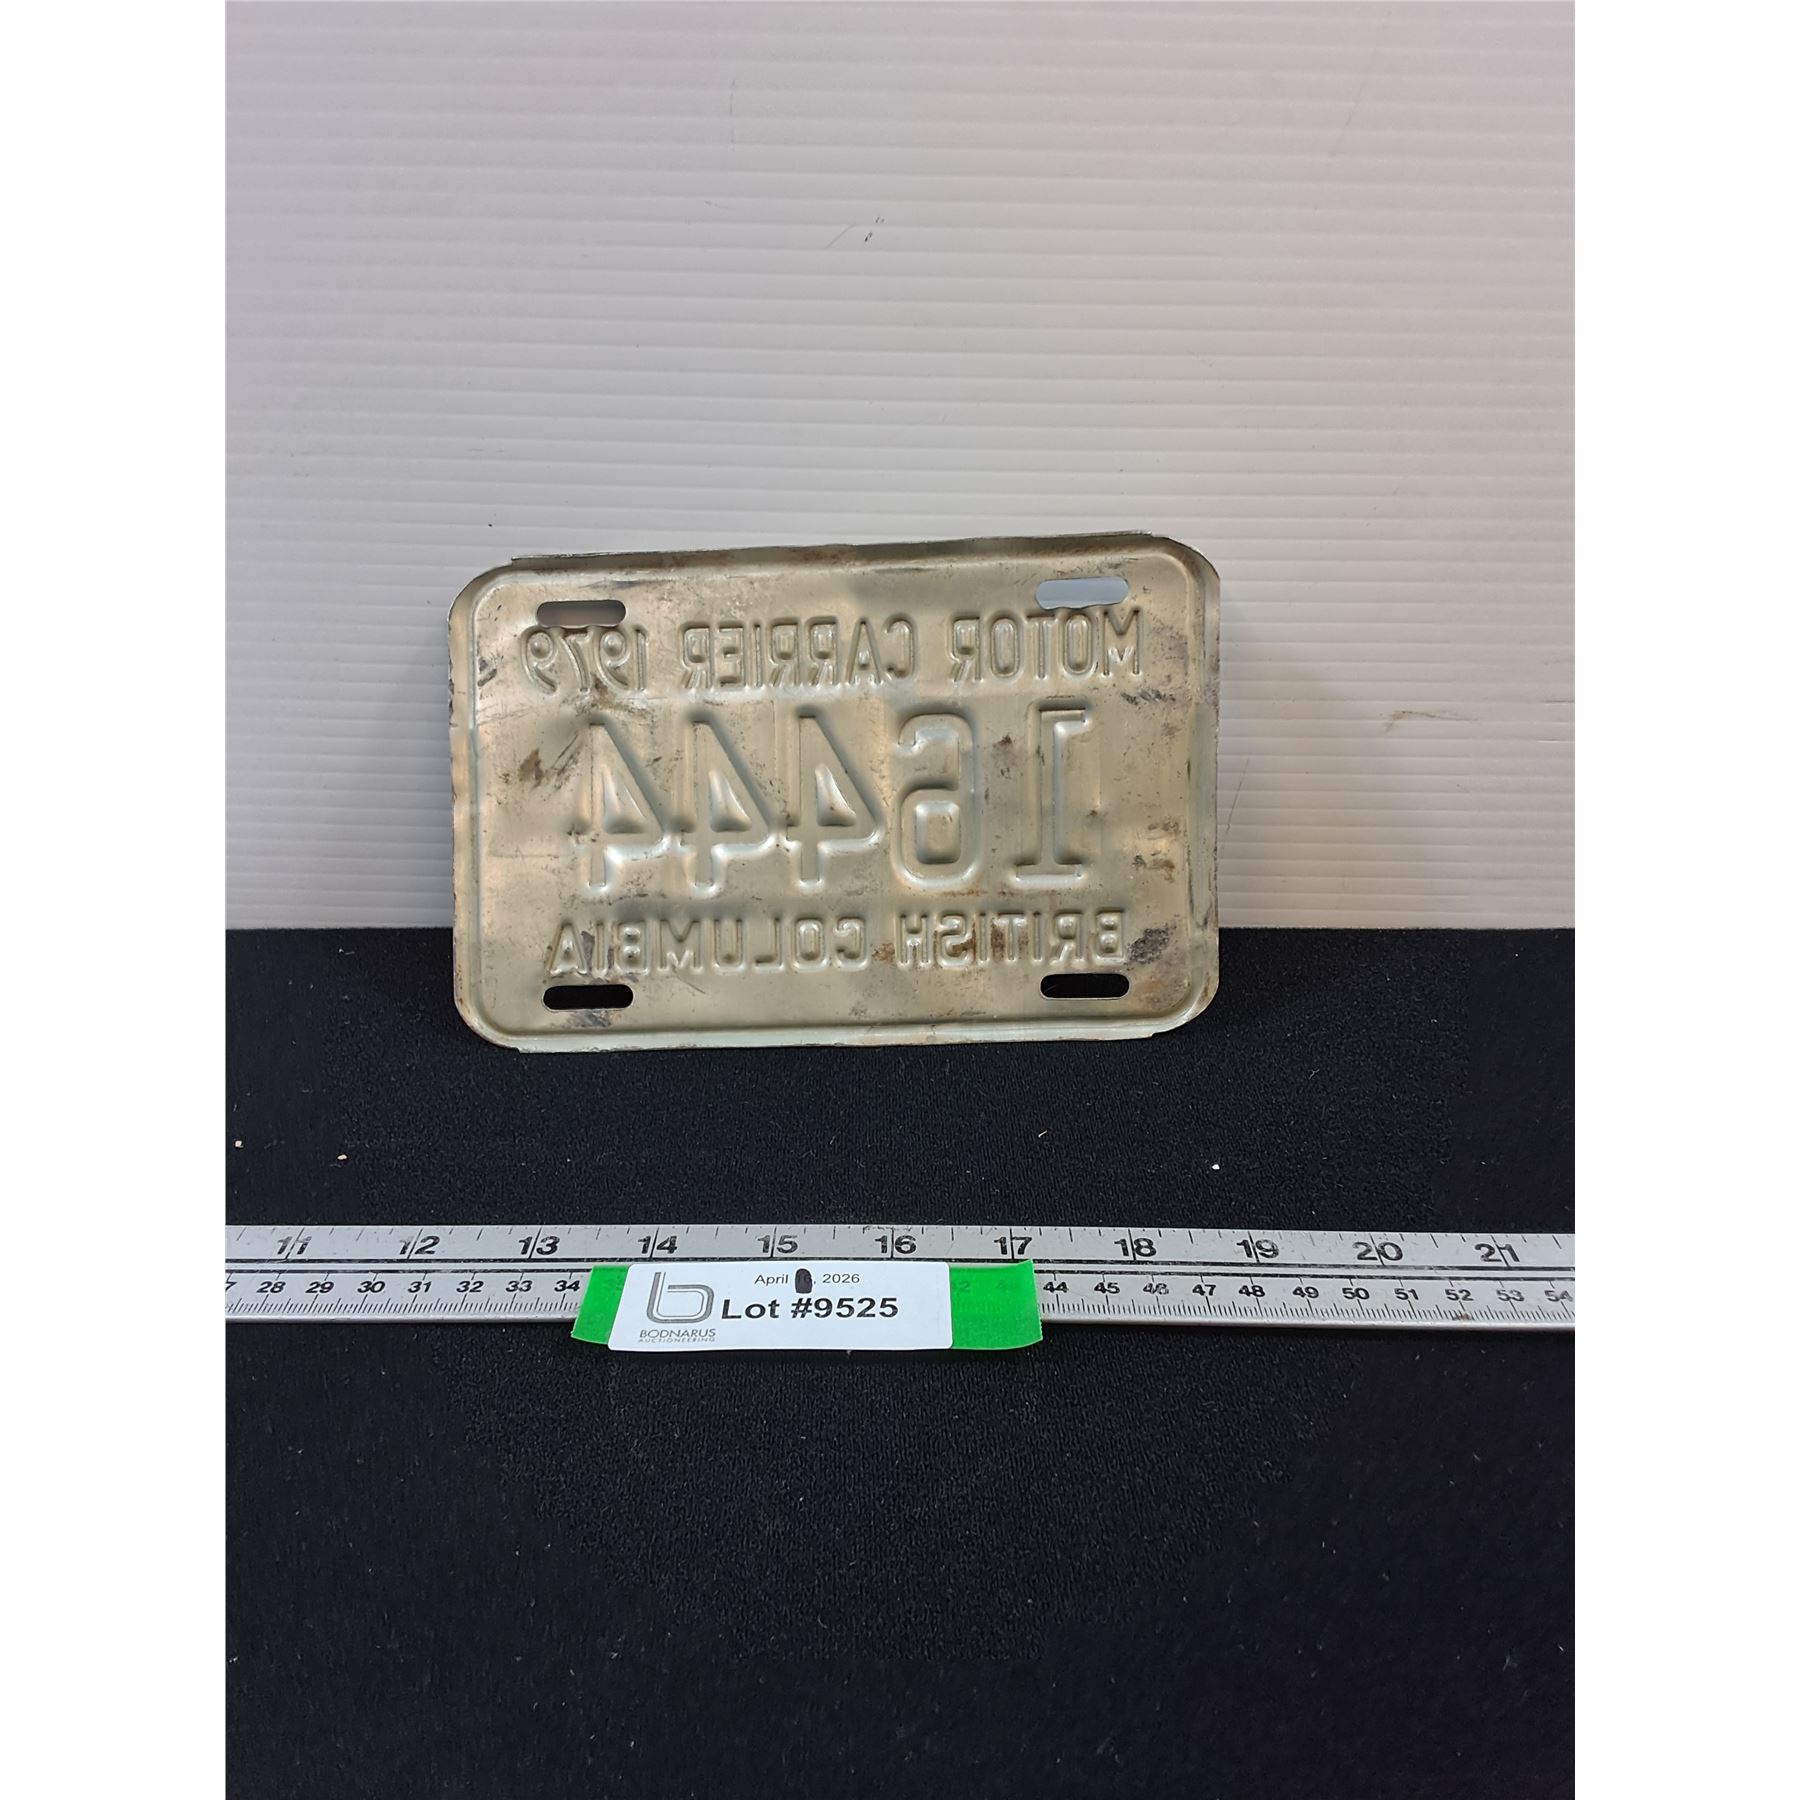 MOTOR CARRIER 1979
16444
BRITISH COLUMBIA
11 12 13 14 15 16 17 18 19 20 21
28 29 30 31 32 33 34 44 45 46 47 48 49 50 51 52 53 54
April , 2026
Lot #9525
BODNARUS
AUCTIONEERING